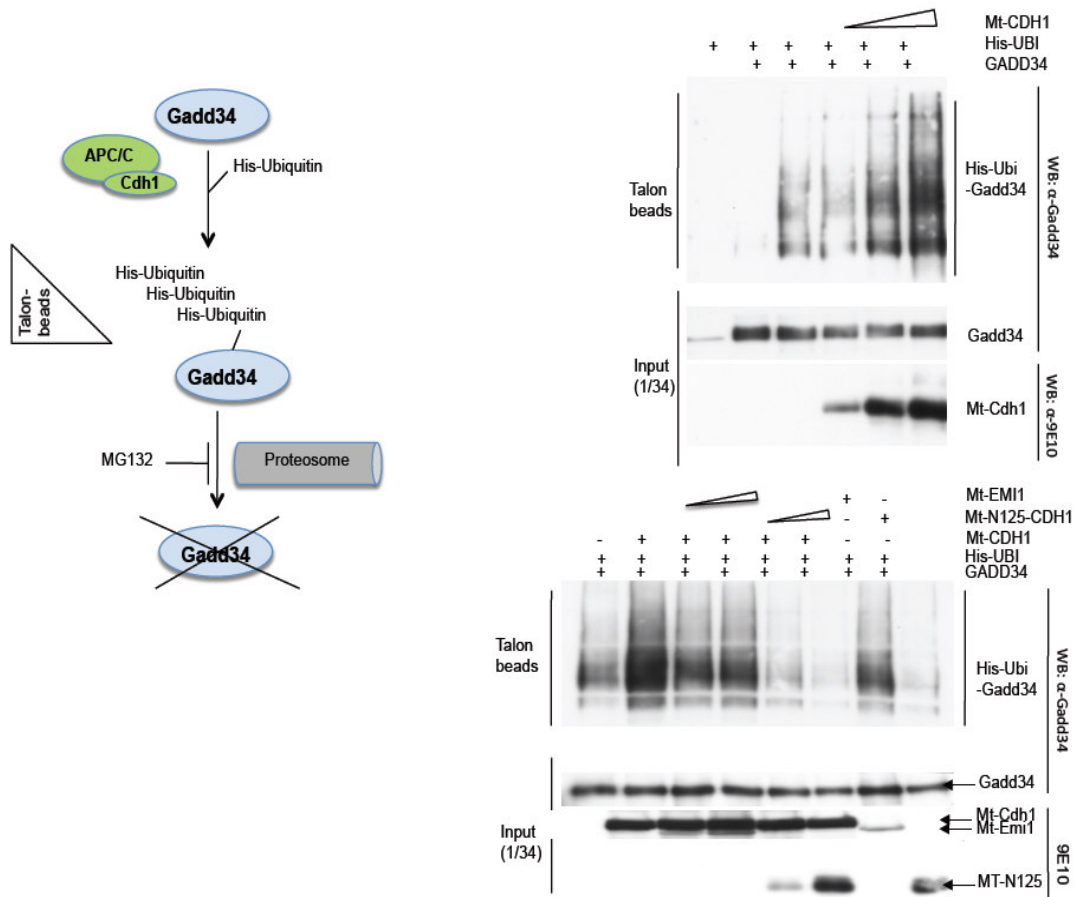 Gadd34
APC/C
Cdh1
His-Ubiquitin
His-Ubiquitin
His-Ubiquitin
His-Ubiquitin
Talon-
beads
Gadd34
MG132
Proteosome
Gadd34
Mt-CDH1
+ + + + + His-UBI
+ + + + + GADD34
Talon
beads
His-Ubi
-Gadd34
WB: α-Gadd34
Input
(1/34)
Gadd34
Mt-Cdh1
WB: α-9E10
+ - Mt-EMI1
- + Mt-N125-CDH1
- + + + + + - - Mt-CDH1
+ + + + + + + + His-UBI
+ + + + + + + + GADD34
Talon
beads
His-Ubi
-Gadd34
WB: α-Gadd34
Gadd34
Input
(1/34)
Mt-Cdh1
Mt-Emi1
MT-N125
9E10